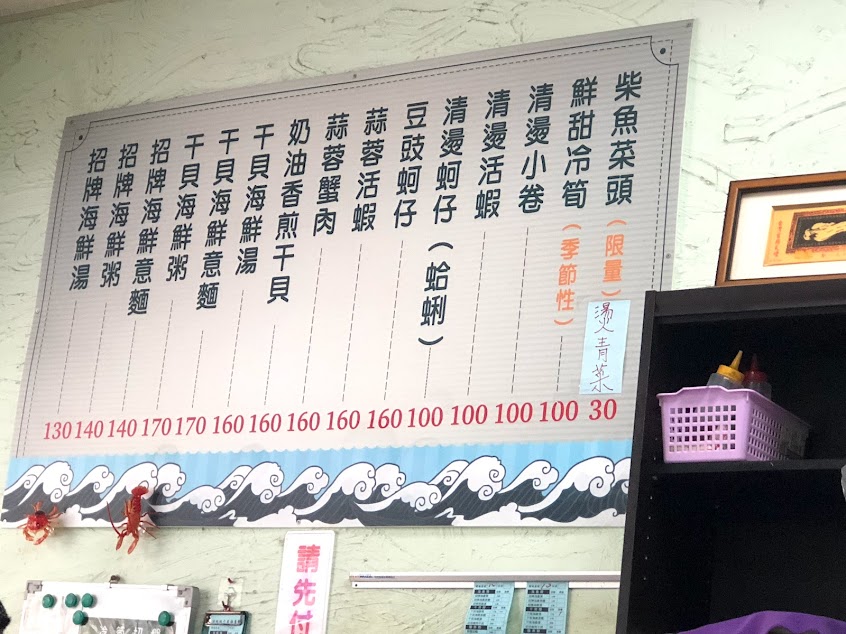 柴魚菜頭（限量）30
燙青菜
鮮甜冷筍（季節性）100
清燙小卷 100
清燙活蝦 100
清燙蚵仔（蛤蜊）100
豆豉蚵仔 160
蒜蓉活蝦 160
蒜蓉蟹肉 160
奶油香煎干貝 160
干貝海鮮湯 160
干貝海鮮意麵 170
干貝海鮮粥 170
招牌海鮮意麵 140
招牌海鮮粥 140
招牌海鮮湯 130
請先付